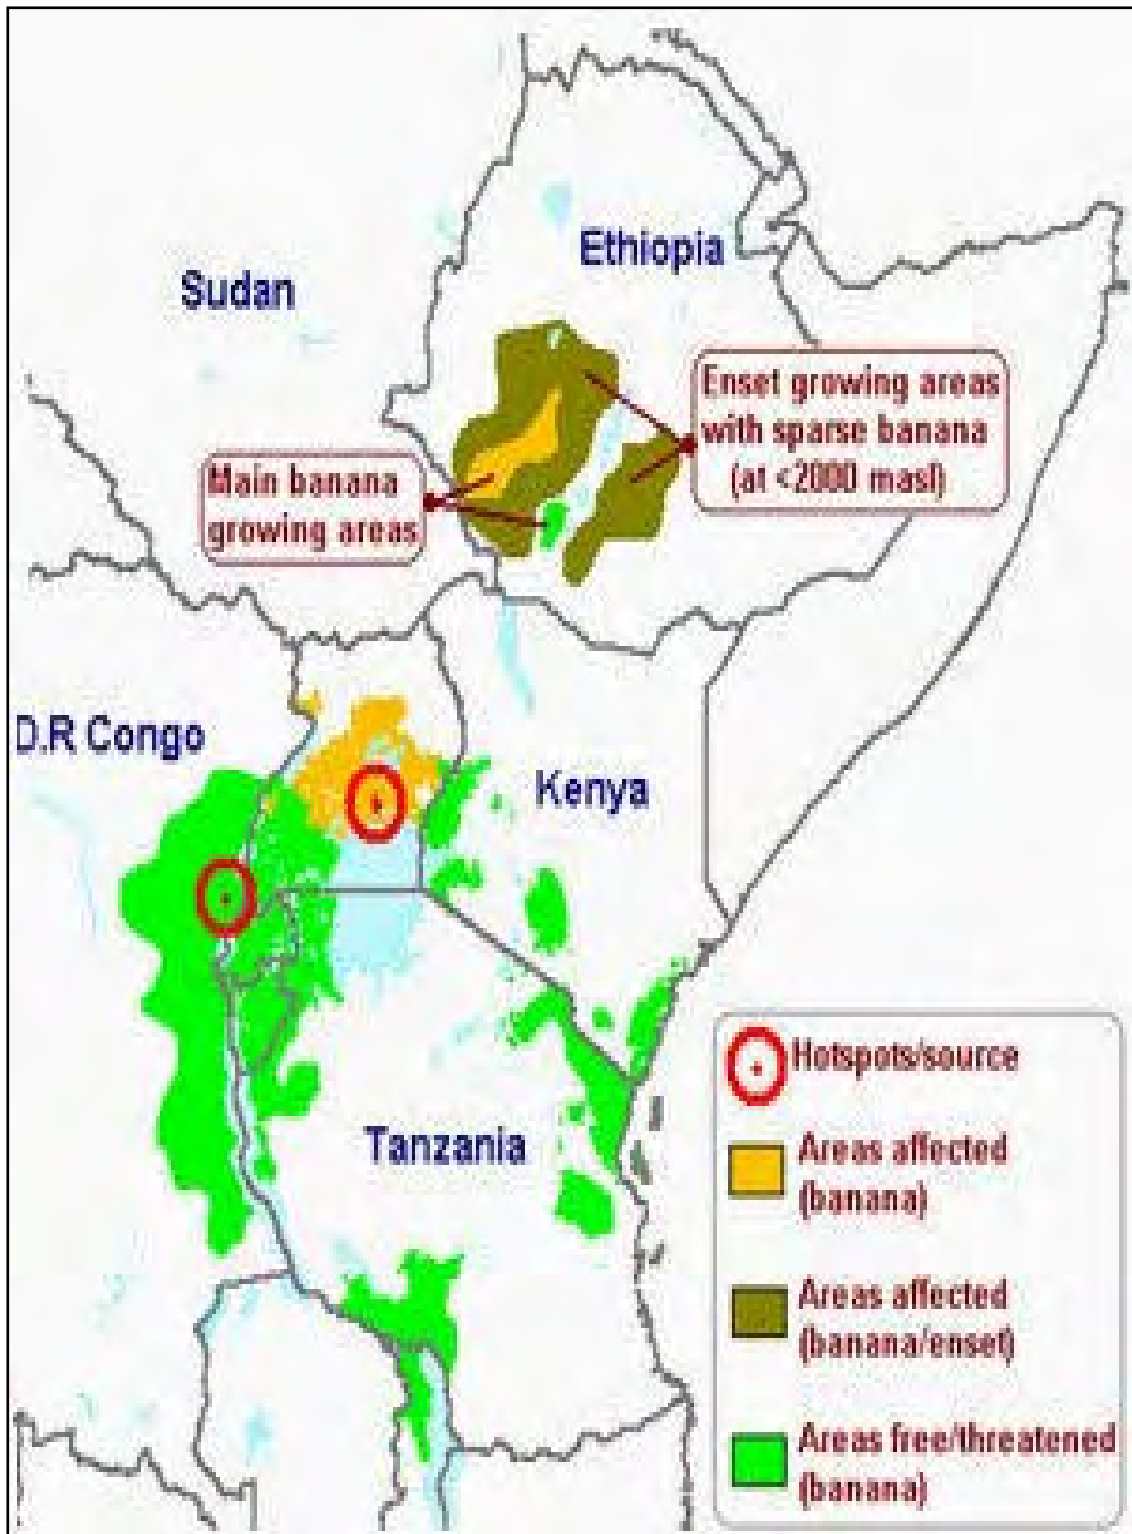 Ethiopia
Sudan
Enset growing areas
with sparse banana
(at <2000 masl)
Main banana
growing areas
D.R Congo
Kenya
Tanzania
Hotspots/source
Areas affected
(banana)
Areas affected
(banana/enset)
Areas free/threatened
(banana)